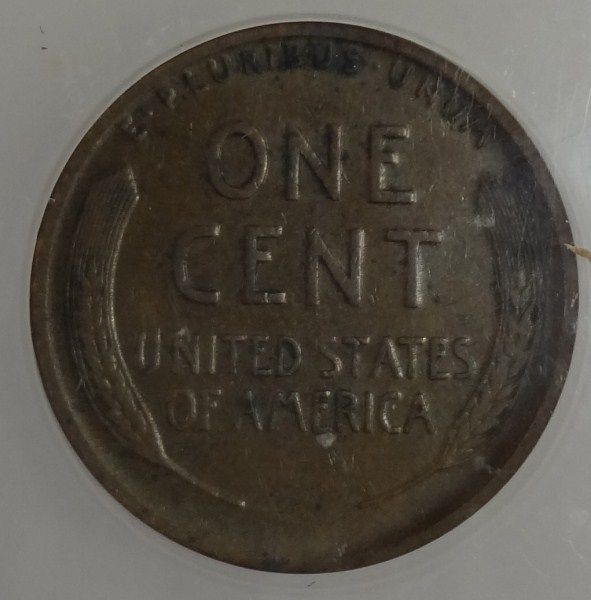 E·PLURIBUS·UNUM
ONE
CENT
UNITED STATES
OF AMERICA